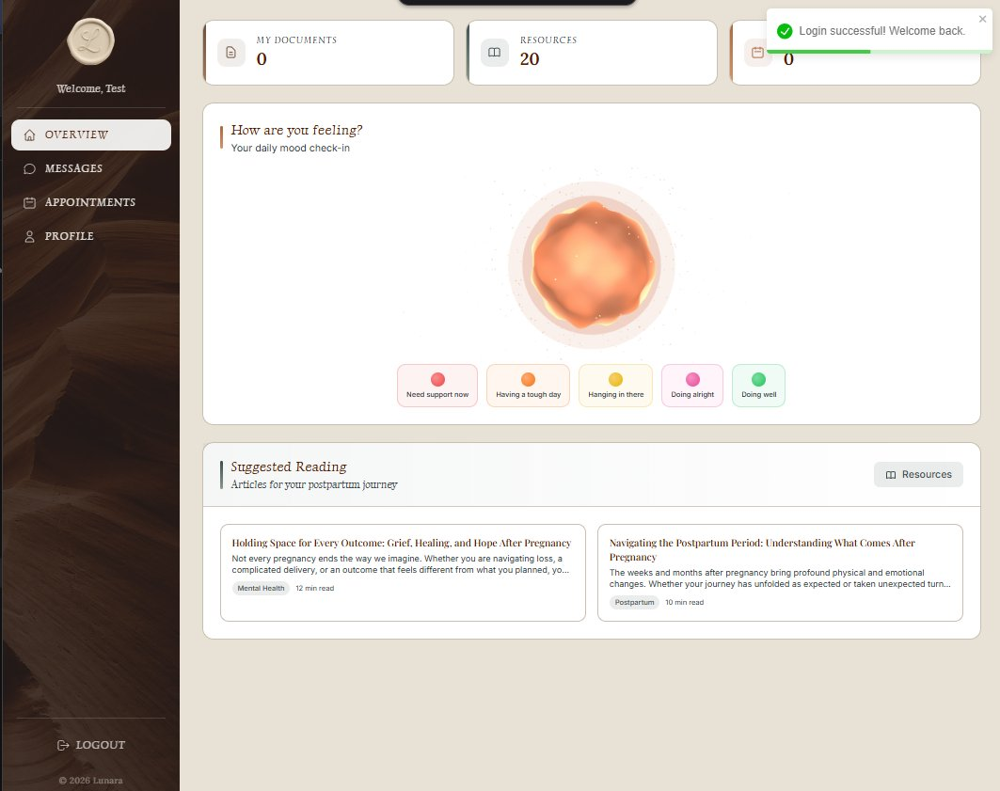 L
Welcome, Test
OVERVIEW
MESSAGES
APPOINTMENTS
PROFILE
LOGOUT
© 2026 Lunara
MY DOCUMENTS
0
RESOURCES
20
0
Login successful! Welcome back.
How are you feeling?
Your daily mood check-in
Need support now
Having a tough day
Hanging in there
Doing alright
Doing well
Suggested Reading
Articles for your postpartum journey
Resources
Holding Space for Every Outcome: Grief, Healing, and Hope After Pregnancy
Not every pregnancy ends the way we imagine. Whether you are navigating loss, a
complicated delivery, or an outcome that feels different from what you planned, yo...
Mental Health
12 min read
Navigating the Postpartum Period: Understanding What Comes After
Pregnancy
The weeks and months after pregnancy bring profound physical and emotional
changes. Whether your journey has unfolded as expected or taken unexpected turn...
Postpartum
10 min read